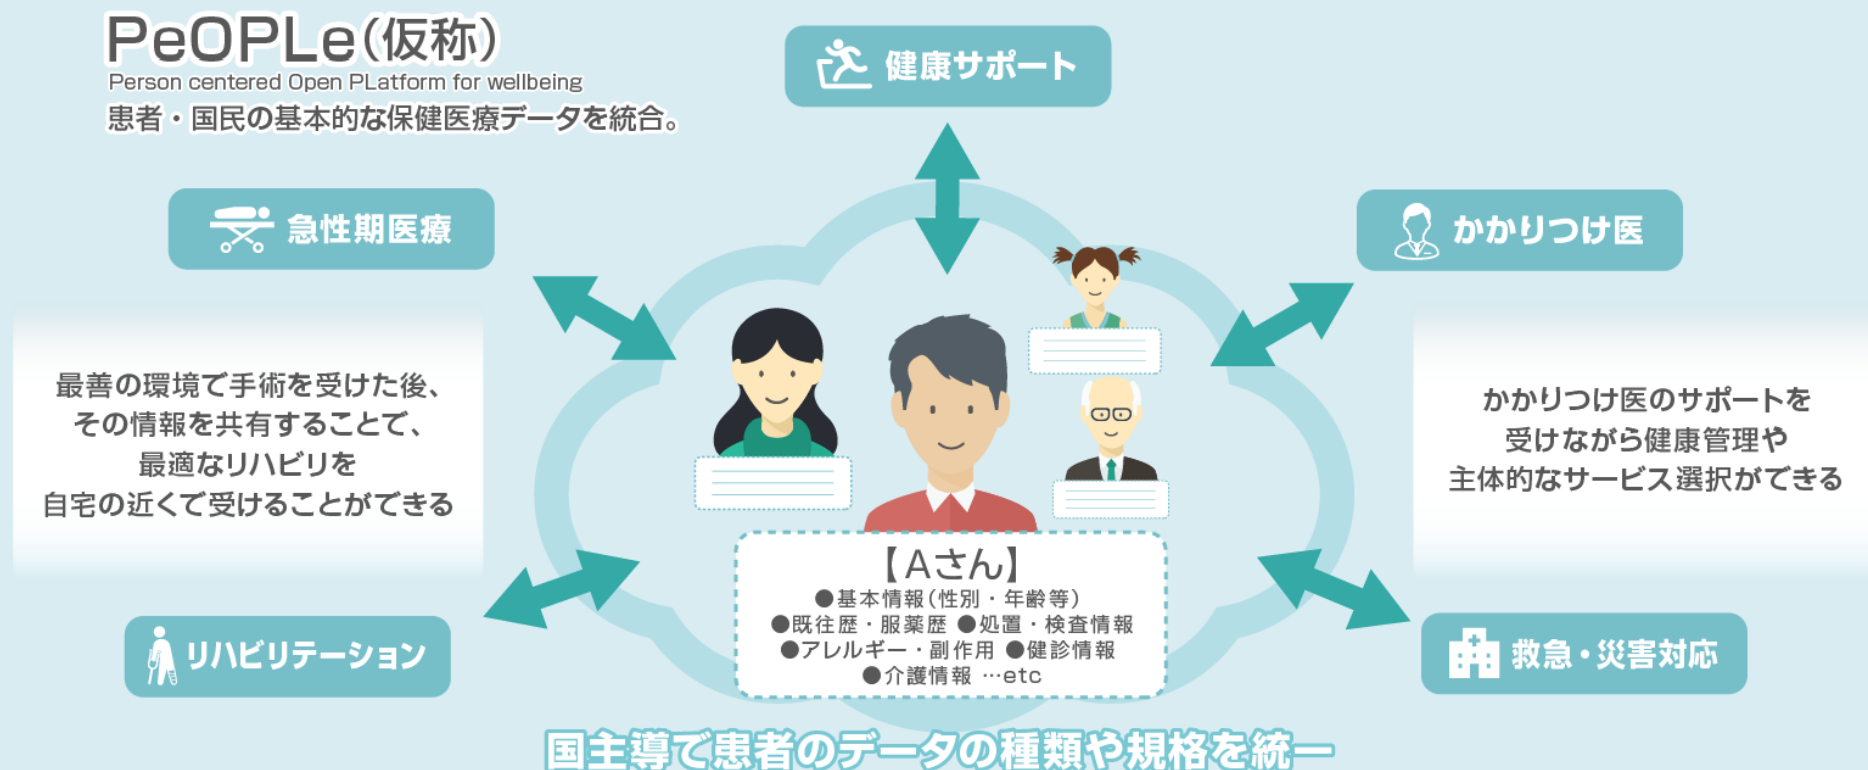 PeOPLe(仮称)
Person centered Open PLatform for wellbeing
患者・国民の基本的な保健医療データを統合。
健康サポート
急性期医療
かかりつけ医
最善の環境で手術を受けた後、
その情報を共有することで、
最適なリハビリを
自宅の近くで受けることができる
かかりつけ医のサポートを
受けながら健康管理や
主体的なサービス選択ができる
【Aさん】
●基本情報(性別・年齢等)
●既往歴・服薬歴 ●処置・検査情報
●アレルギー・副作用 ●健診情報
●介護情報 …etc
リハビリテーション
救急・災害対応
国主導で患者のデータの種類や規格を統一